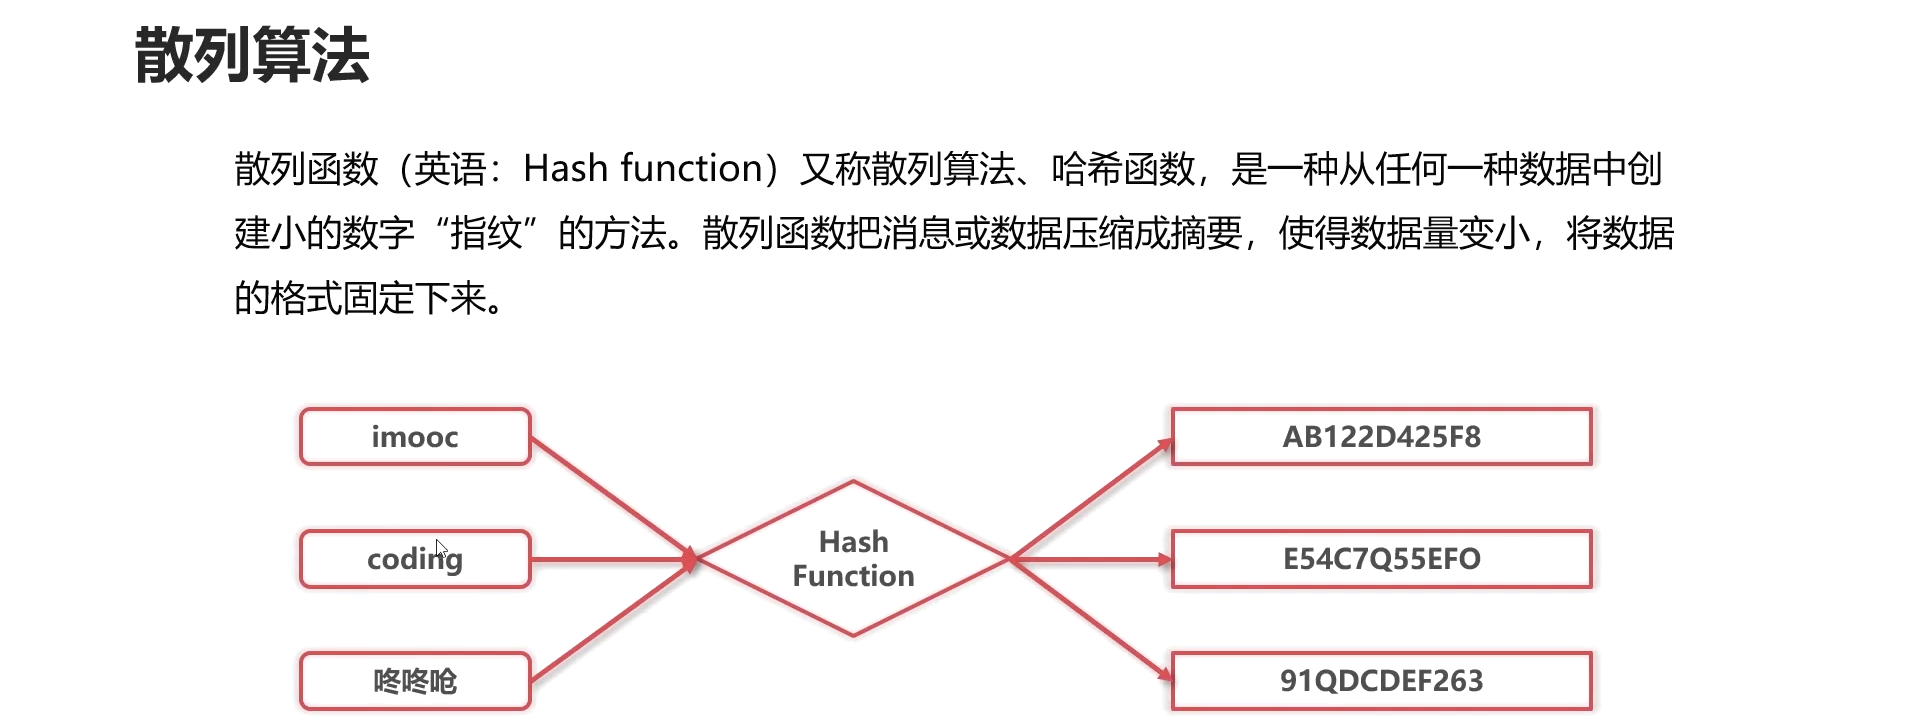 散列算法
散列函数（英语：Hash function）又称散列算法、哈希函数，是一种从任何一种数据中创
建小的数字“指纹”的方法。散列函数把消息或数据压缩成摘要，使得数据量变小，将数据
的格式固定下来。
imooc
AB122D425F8
Hash
Function
coding
E54C7Q55EFO
咚咚呛
91QDCDEF263